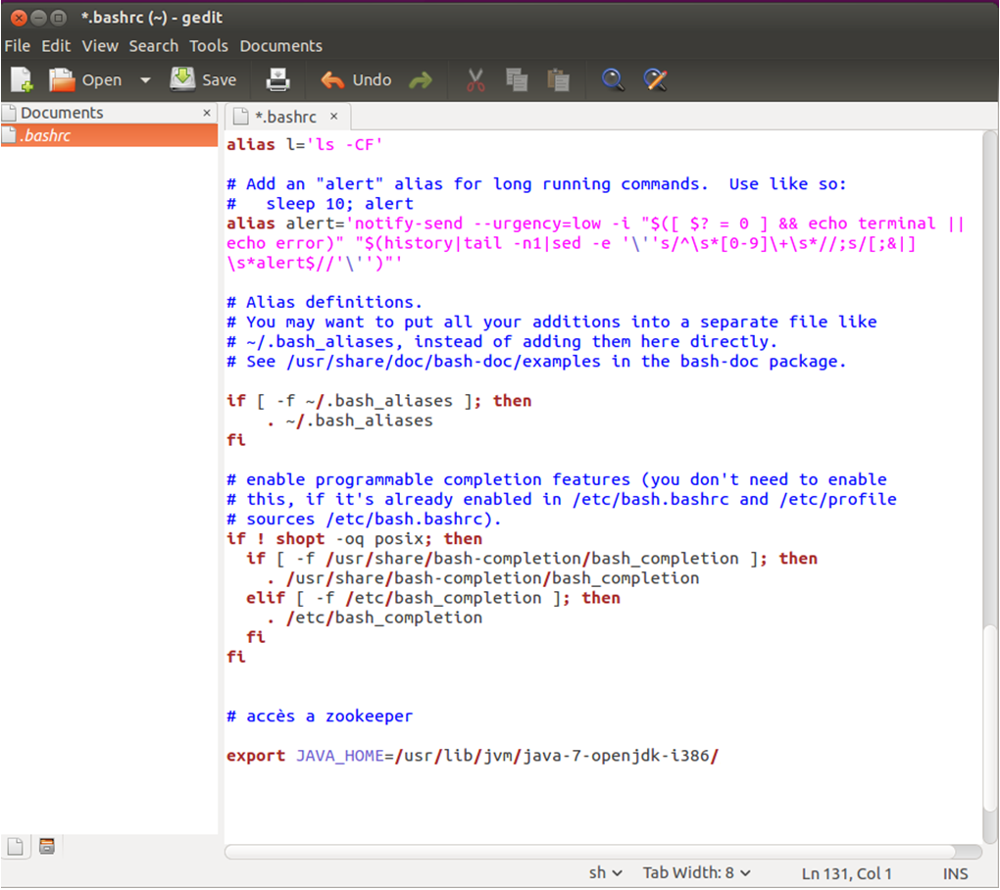 *.bashrc (~) - gedit
File Edit View Search Tools Documents
Open Save Undo
Documents ×
.bashrc
*.bashrc ×
alias l='ls -CF'
# Add an "alert" alias for long running commands.  Use like so:
#   sleep 10; alert
alias alert='notify-send --urgency=low -i "$([ $? = 0 ] && echo terminal ||
echo error)" "$(history|tail -n1|sed -e '\''s/^\s*[0-9]\+\s*//;s/[;&|]
\s*alert$//'\'')"'
# Alias definitions.
# You may want to put all your additions into a separate file like
# ~/.bash_aliases, instead of adding them here directly.
# See /usr/share/doc/bash-doc/examples in the bash-doc package.
if [ -f ~/.bash_aliases ]; then
    . ~/.bash_aliases
fi
# enable programmable completion features (you don't need to enable
# this, if it's already enabled in /etc/bash.bashrc and /etc/profile
# sources /etc/bash.bashrc).
if ! shopt -oq posix; then
  if [ -f /usr/share/bash-completion/bash_completion ]; then
    . /usr/share/bash-completion/bash_completion
  elif [ -f /etc/bash_completion ]; then
    . /etc/bash_completion
  fi
fi
# accès a zookeeper
export JAVA_HOME=/usr/lib/jvm/java-7-openjdk-i386/
sh Tab Width: 8 Ln 131, Col 1 INS